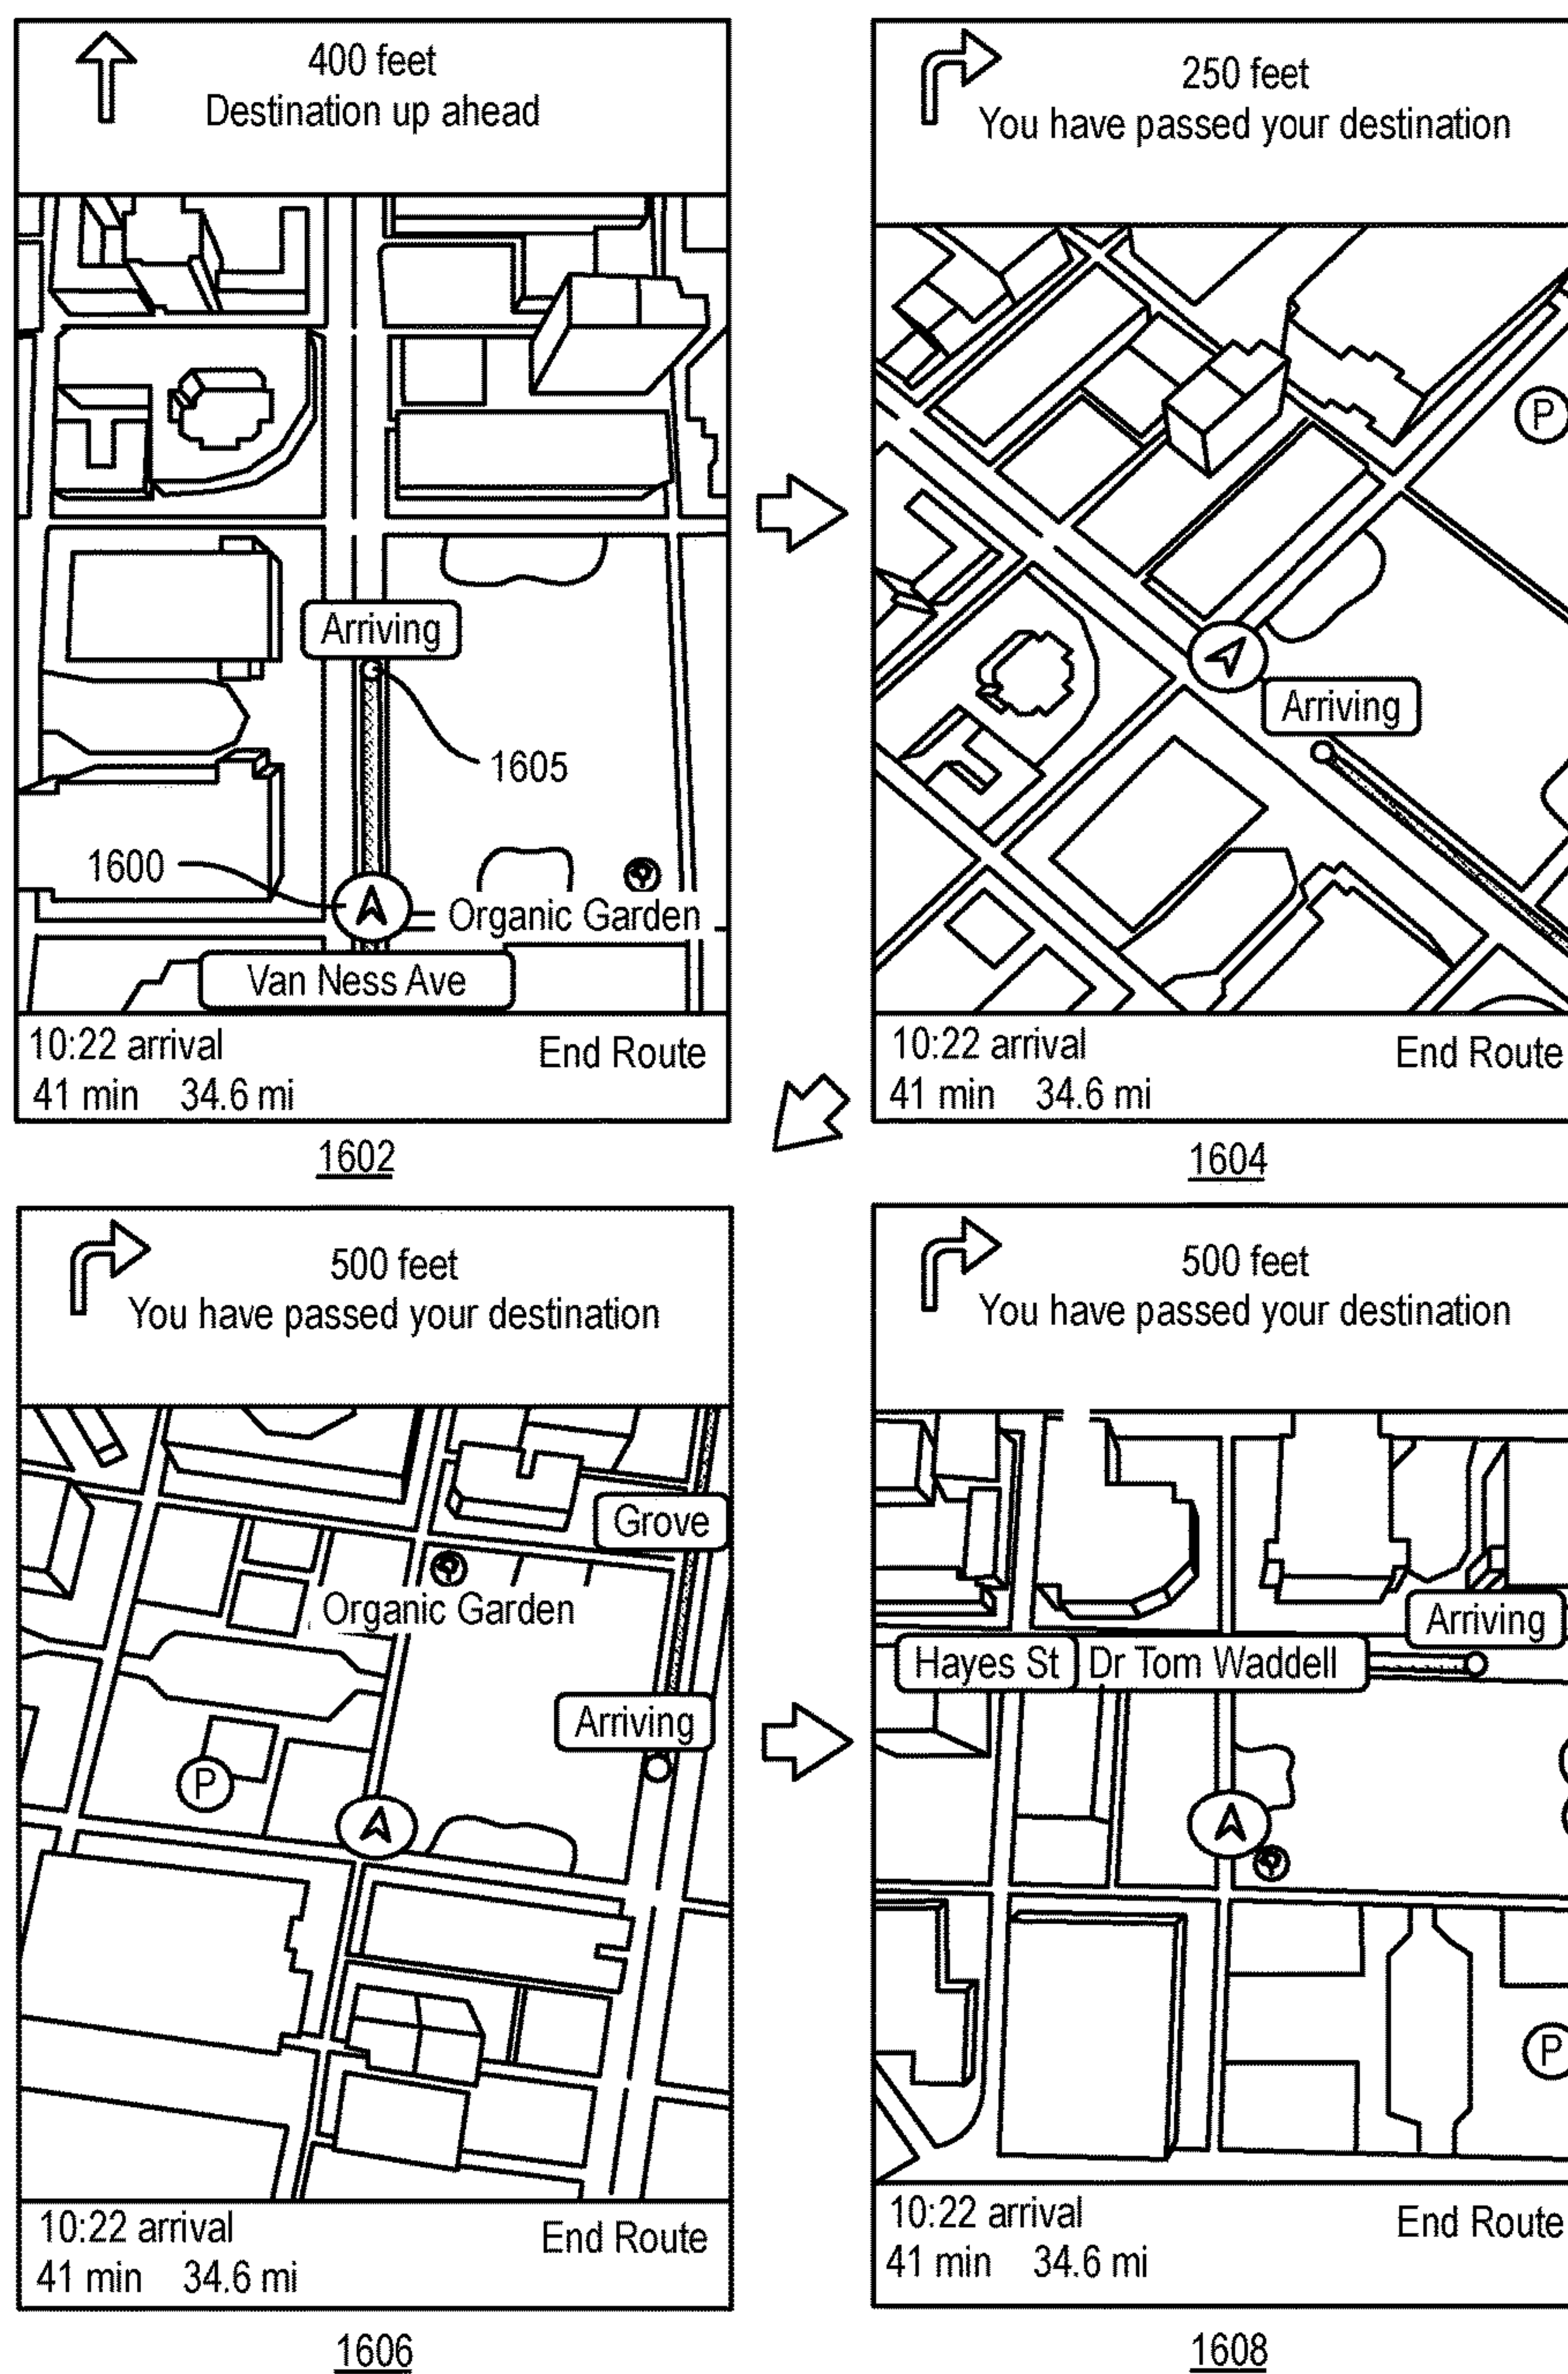 400 feet
Destination up ahead
Arriving
1605
1600
Organic Garden
Van Ness Ave
10:22 arrival
End Route
41 min 34.6 mi
1602
250 feet
You have passed your destination
P
Arriving
10:22 arrival
End Route
41 min 34.6 mi
1604
500 feet
You have passed your destination
Grove
Organic Garden
Arriving
P
10:22 arrival
End Route
41 min 34.6 mi
1606
500 feet
You have passed your destination
Arriving
Hayes St Dr Tom Waddell
P
10:22 arrival
End Route
41 min 34.6 mi
1608